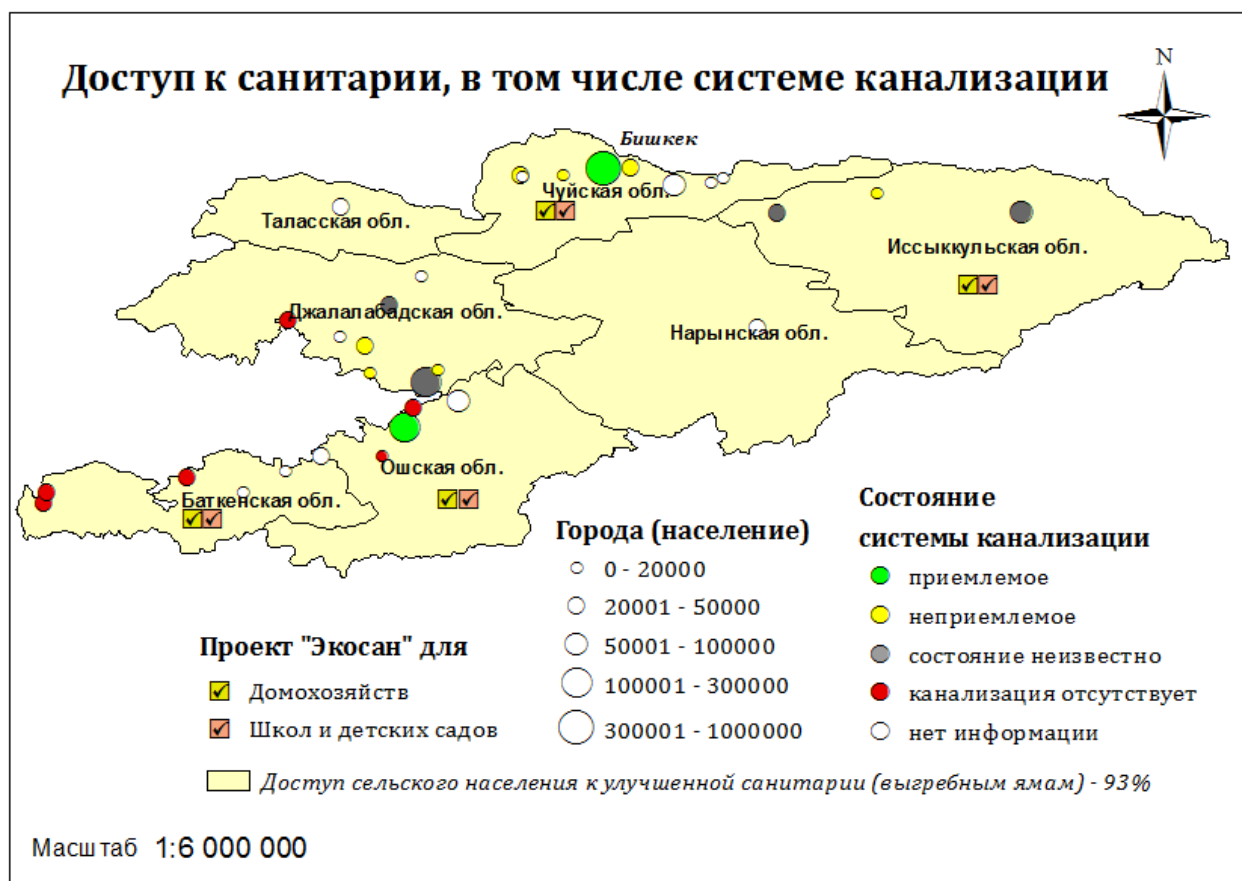 Доступ к санитарии, в том числе системе канализации
N
Бишкек
Чуйская обл.
Таласская обл.
Иссыккульская обл.
Джалалабадская обл.
Нарынская обл.
Ошская обл.
Баткенская обл.
Города (население)
0 - 20000
20001 - 50000
50001 - 100000
100001 - 300000
300001 - 1000000
Состояние
системы канализации
приемлемое
неприемлемое
состояние неизвестно
канализация отсутствует
нет информации
Проект "Экосан" для
Домохозяйств
Школ и детских садов
Доступ сельского населения к улучшенной санитарии (выгребным ямам) - 93%
Масштаб 1:6 000 000